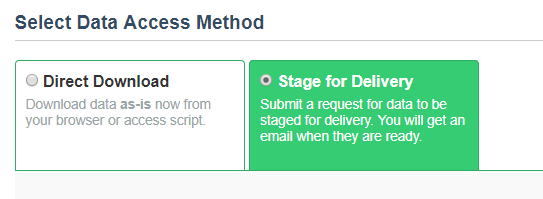 Select Data Access Method
Direct Download
Download data as-is now from
your browser or access script.
Stage for Delivery
Submit a request for data to be
staged for delivery. You will get an
email when they are ready.